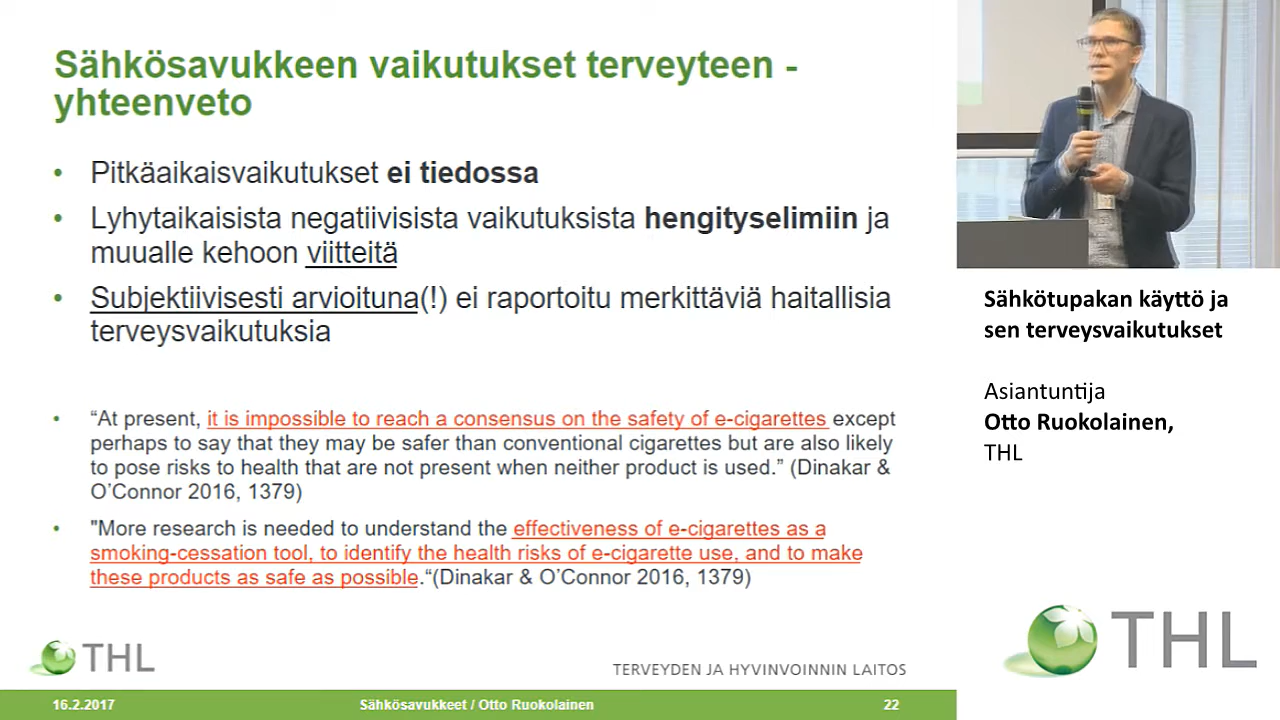 Sähkösavukkeen vaikutukset terveyteen -
yhteenveto
• Pitkäaikaisvaikutukset ei tiedossa
• Lyhytaikaisista negatiivisista vaikutuksista hengityselimiin ja
muualle kehoon viitteitä
• Subjektiivisesti arvioituna(!) ei raportoitu merkittäviä haitallisia
terveysvaikutuksia
• “At present, it is impossible to reach a consensus on the safety of e-cigarettes except
perhaps to say that they may be safer than conventional cigarettes but are also likely
to pose risks to health that are not present when neither product is used.” (Dinakar &
O’Connor 2016, 1379)
• "More research is needed to understand the effectiveness of e-cigarettes as a
smoking-cessation tool, to identify the health risks of e-cigarette use, and to make
these products as safe as possible.“(Dinakar & O’Connor 2016, 1379)
THL
TERVEYDEN JA HYVINVOINNIN LAITOS
16.2.2017
Sähkösavukkeet / Otto Ruokolainen
22
Sähkötupakan käyttö ja
sen terveysvaikutukset
Asiantuntija
Otto Ruokolainen,
THL
THL